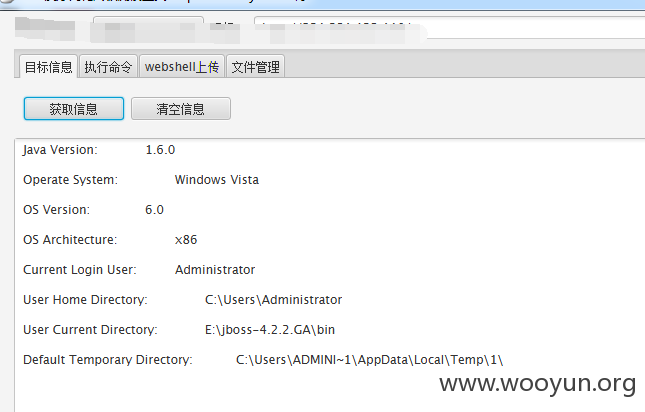 目标信息 执行命令 webshell上传 文件管理
获取信息 清空信息
Java Version: 1.6.0
Operate System: Windows Vista
OS Version: 6.0
OS Architecture: x86
Current Login User: Administrator
User Home Directory: C:\Users\Administrator
User Current Directory: E:\jboss-4.2.2.GA\bin
Default Temporary Directory: C:\Users\ADMINI~1\AppData\Local\Temp\1\
www.wooyun.org